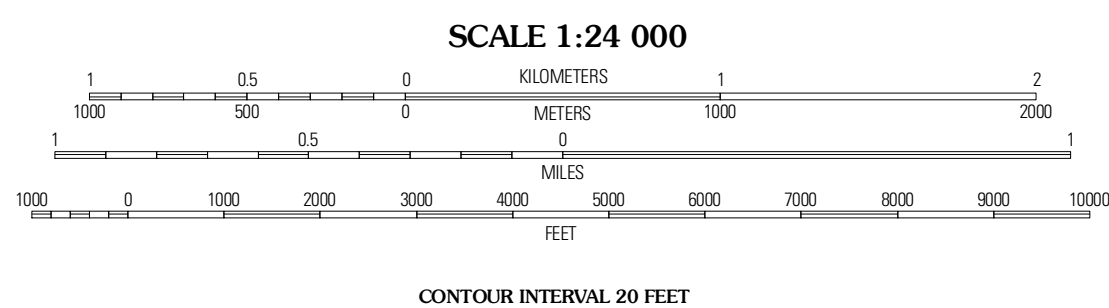 SCALE 1:24 000
1 0.5 0 KILOMETERS 1 2
1000 500 0 METERS 1000 2000
1 0.5 0 1
MILES
1000 0 1000 2000 3000 4000 5000 6000 7000 8000 9000 10000
FEET
CONTOUR INTERVAL 20 FEET